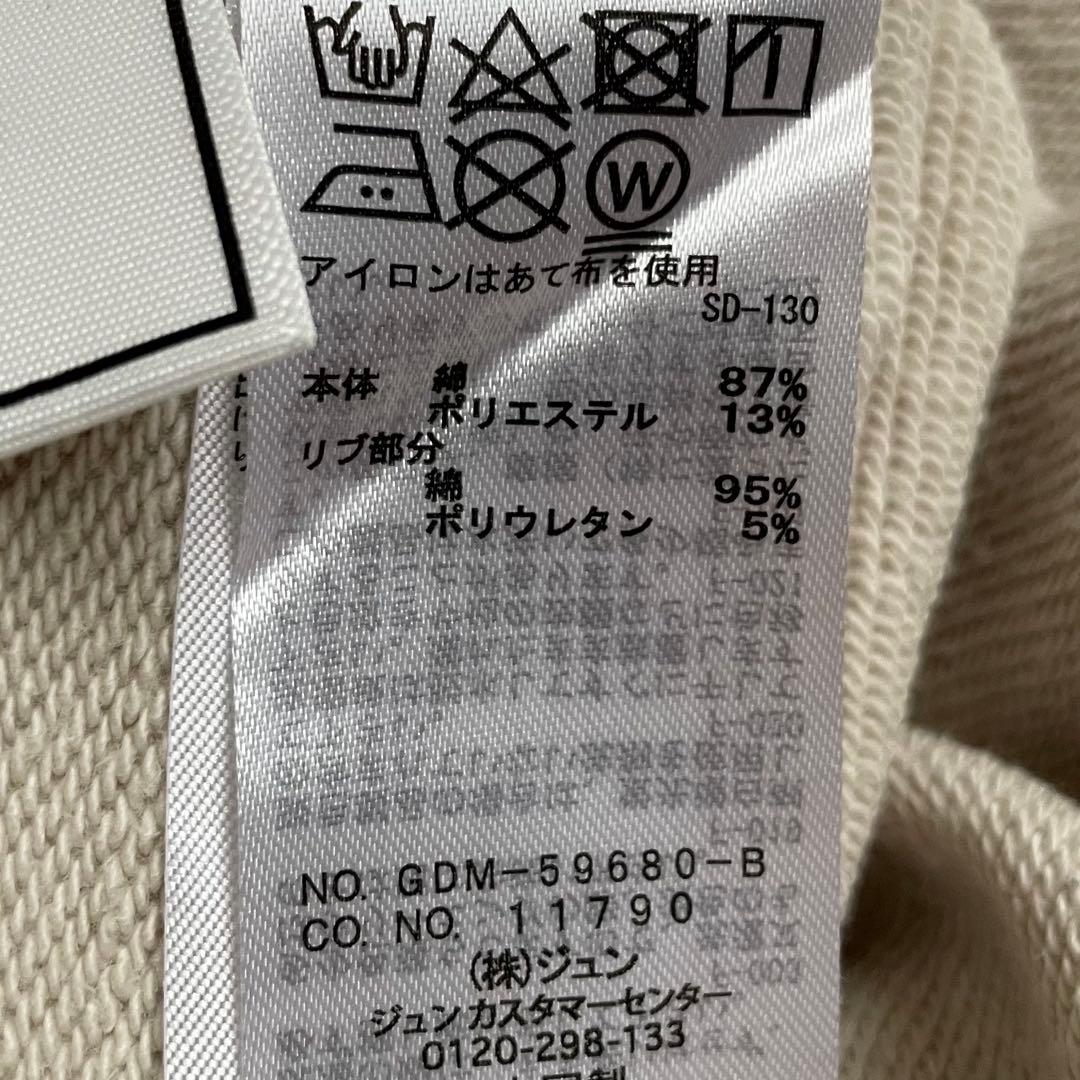 W
アイロンはあて布を使用
SD-130
本体 綿 87%
ポリエステル 13%
リブ部分
綿 95%
ポリウレタン 5%
NO. GDM-59680-B
CO. NO. 11790
(株)ジュン
ジュンカスタマーセンター
0120-298-133